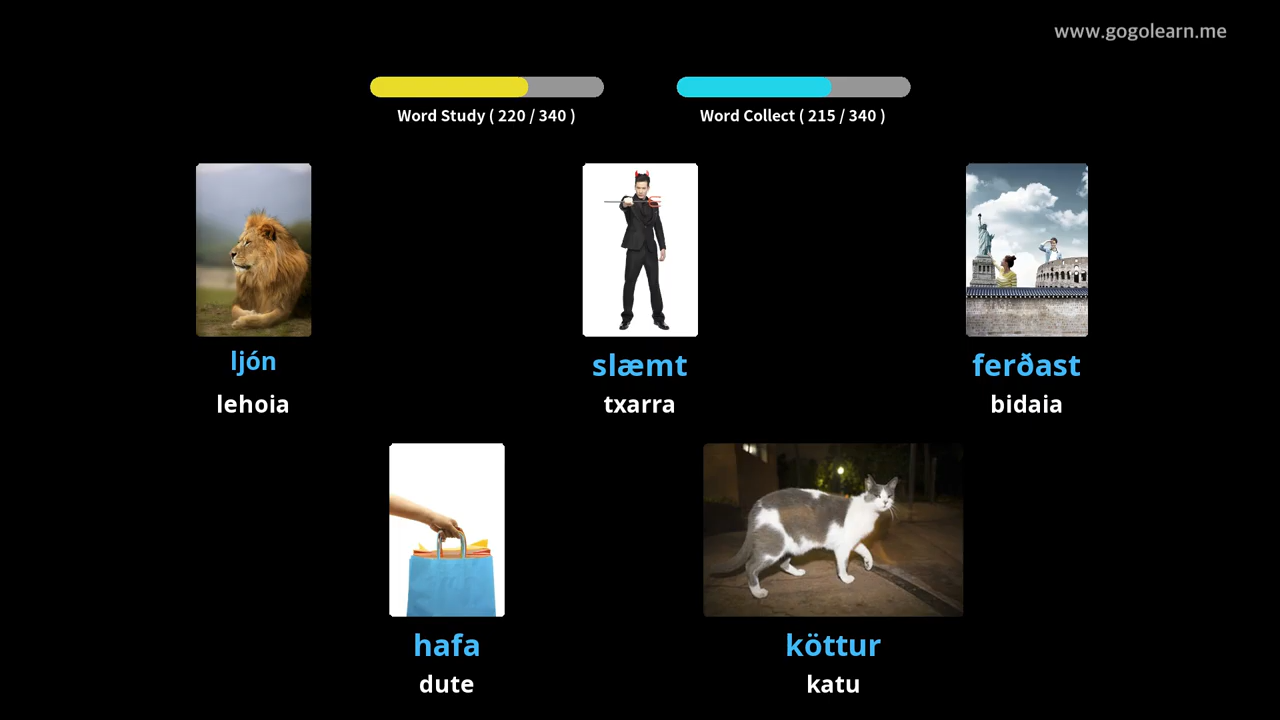 www.gogolearn.me
Word Study ( 220 / 340 )
Word Collect ( 215 / 340 )
ljón
lehoia
slæmt
txarra
ferðast
bidaia
hafa
dute
köttur
katu